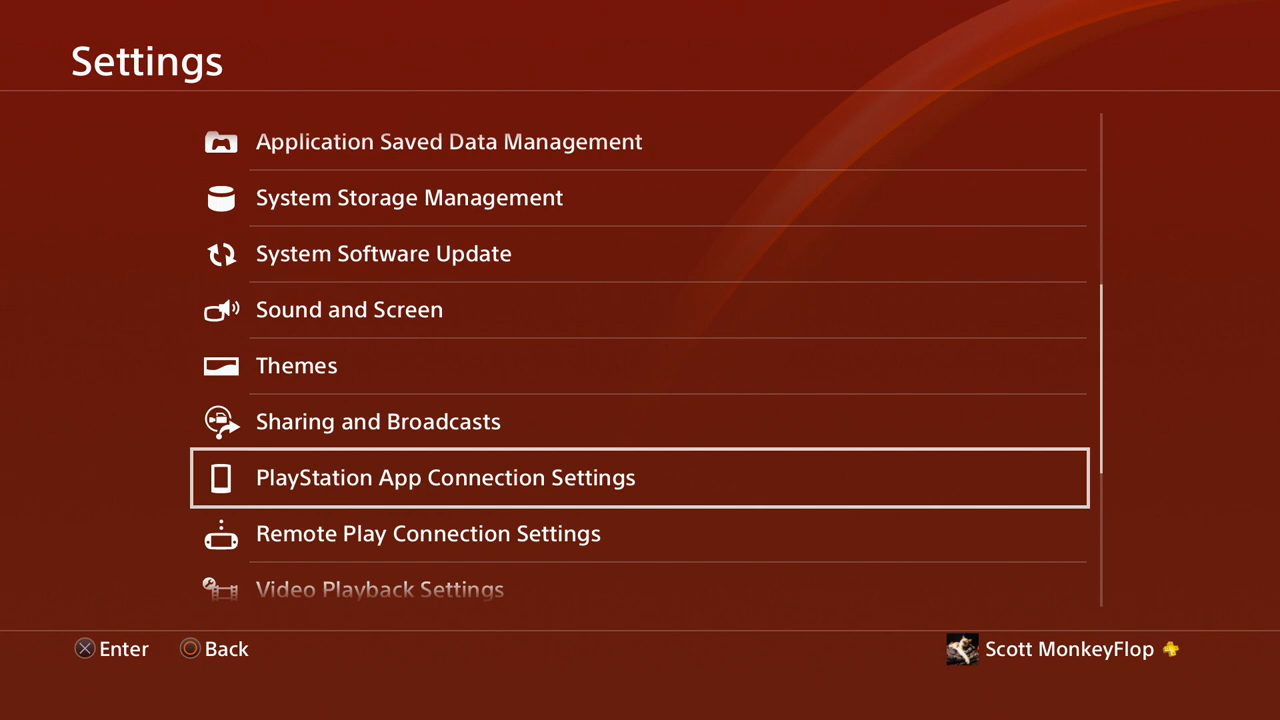 Settings
Application Saved Data Management
System Storage Management
System Software Update
Sound and Screen
Themes
Sharing and Broadcasts
PlayStation App Connection Settings
Remote Play Connection Settings
Video Playback Settings
Enter Back Scott MonkeyFlop